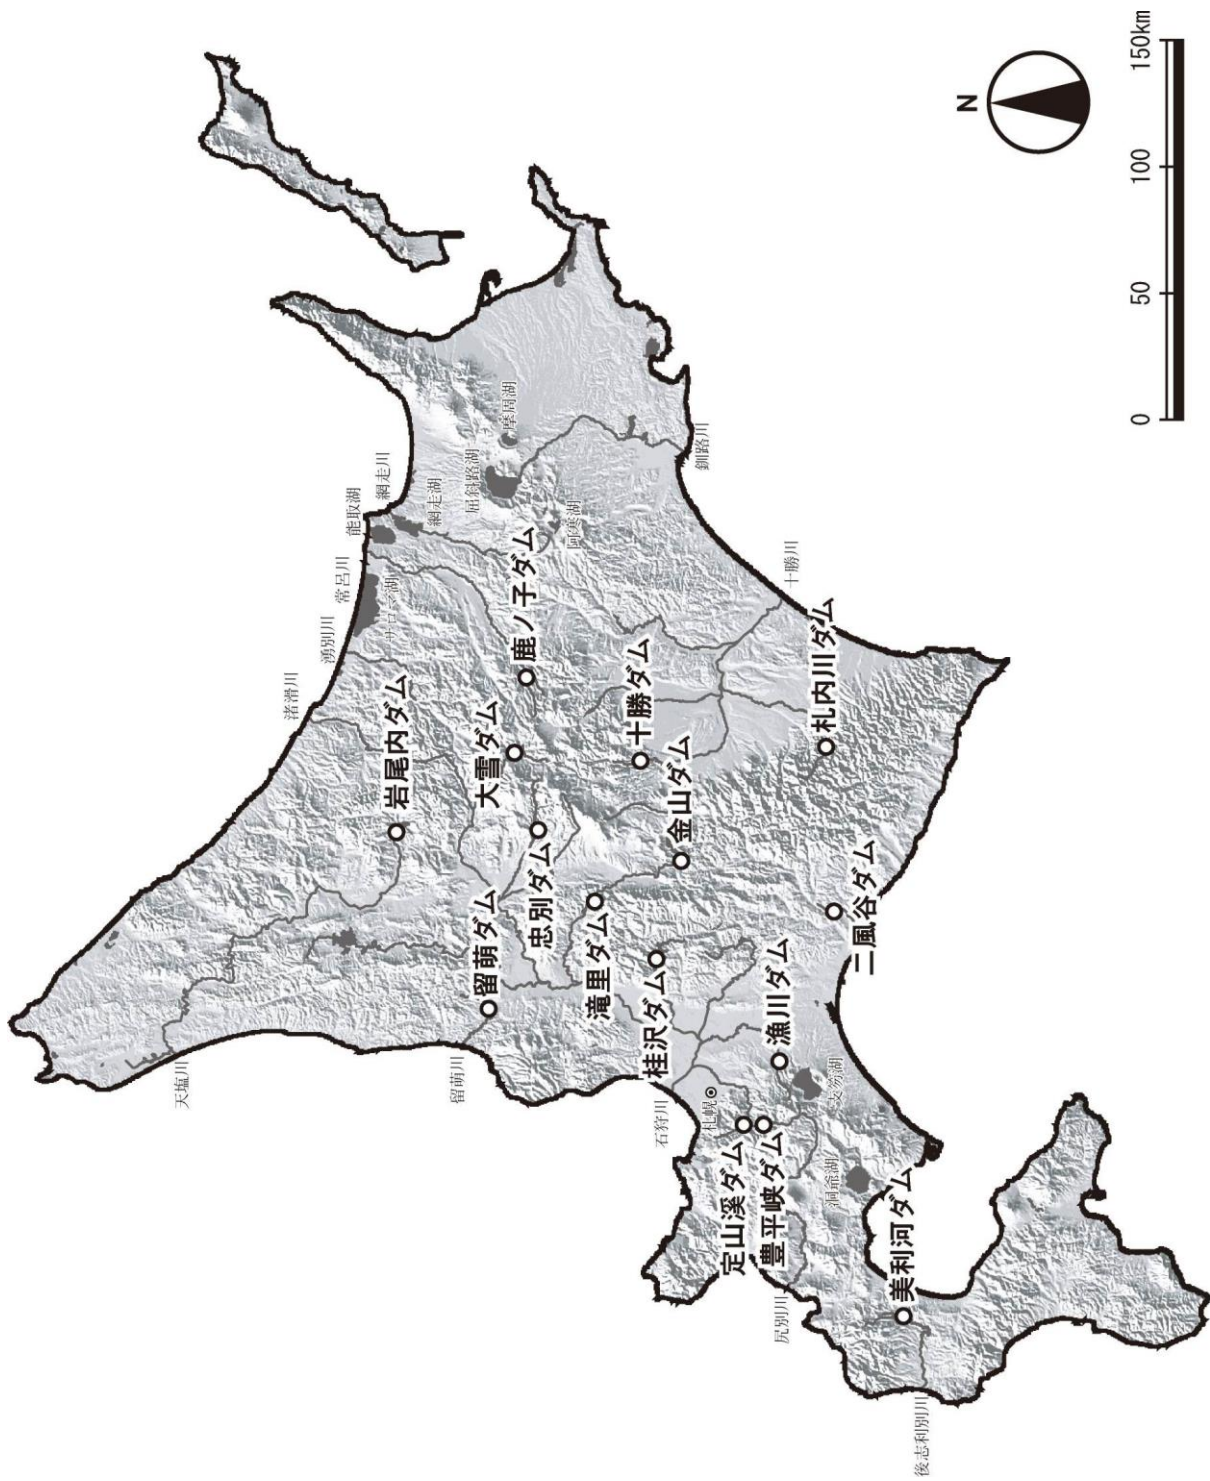 天塩川
留萌川
石狩川
尻別川
後志利別川
渚滑川
湧別川
常呂川
サロマ湖
能取湖
網走川
網走湖
屈斜路湖
摩周湖
阿寒湖
釧路川
十勝川
札幌
支笏湖
洞爺湖
岩尾内ダム
留萌ダム
大雪ダム
忠別ダム
鹿ノ子ダム
滝里ダム
桂沢ダム
十勝ダム
金山ダム
札内川ダム
二風谷ダム
漁川ダム
定山溪ダム
豊平峡ダム
美利河ダム
N
0
50
100
150km